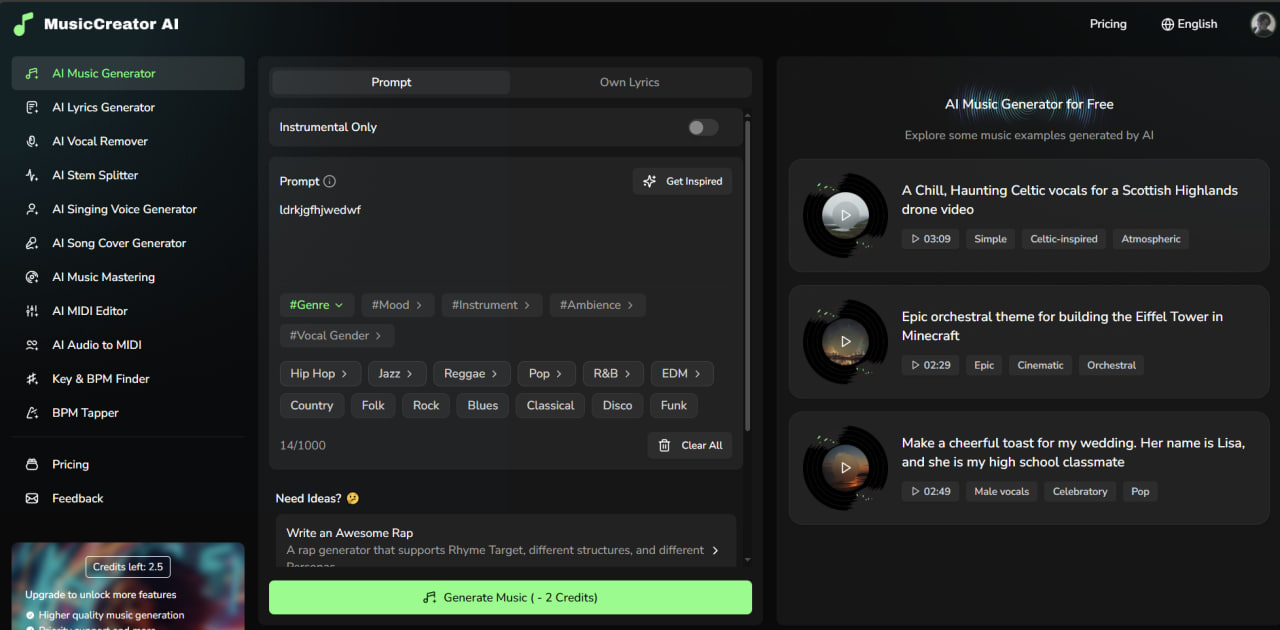 MusicCreator AI
Pricing
English
AI Music Generator
AI Lyrics Generator
AI Vocal Remover
AI Stem Splitter
AI Singing Voice Generator
AI Song Cover Generator
AI Music Mastering
AI MIDI Editor
AI Audio to MIDI
Key & BPM Finder
BPM Tapper
Pricing
Feedback
Credits left: 2.5
Upgrade to unlock more features
Higher quality music generation
Priority support and more
Prompt
Own Lyrics
Instrumental Only
Prompt
Get Inspired
ldrkjgfhjwedwf
#Genre
#Mood
#Instrument
#Ambience
#Vocal Gender
Hip Hop
Jazz
Reggae
Pop
R&B
EDM
Country
Folk
Rock
Blues
Classical
Disco
Funk
14/1000
Clear All
Need Ideas? 🤔
Write an Awesome Rap
A rap generator that supports Rhyme Target, different structures, and different
Personas
Generate Music ( - 2 Credits)
AI Music Generator for Free
Explore some music examples generated by AI
A Chill, Haunting Celtic vocals for a Scottish Highlands
drone video
03:09
Simple
Celtic-inspired
Atmospheric
Epic orchestral theme for building the Eiffel Tower in
Minecraft
02:29
Epic
Cinematic
Orchestral
Make a cheerful toast for my wedding. Her name is Lisa,
and she is my high school classmate
02:49
Male vocals
Celebratory
Pop